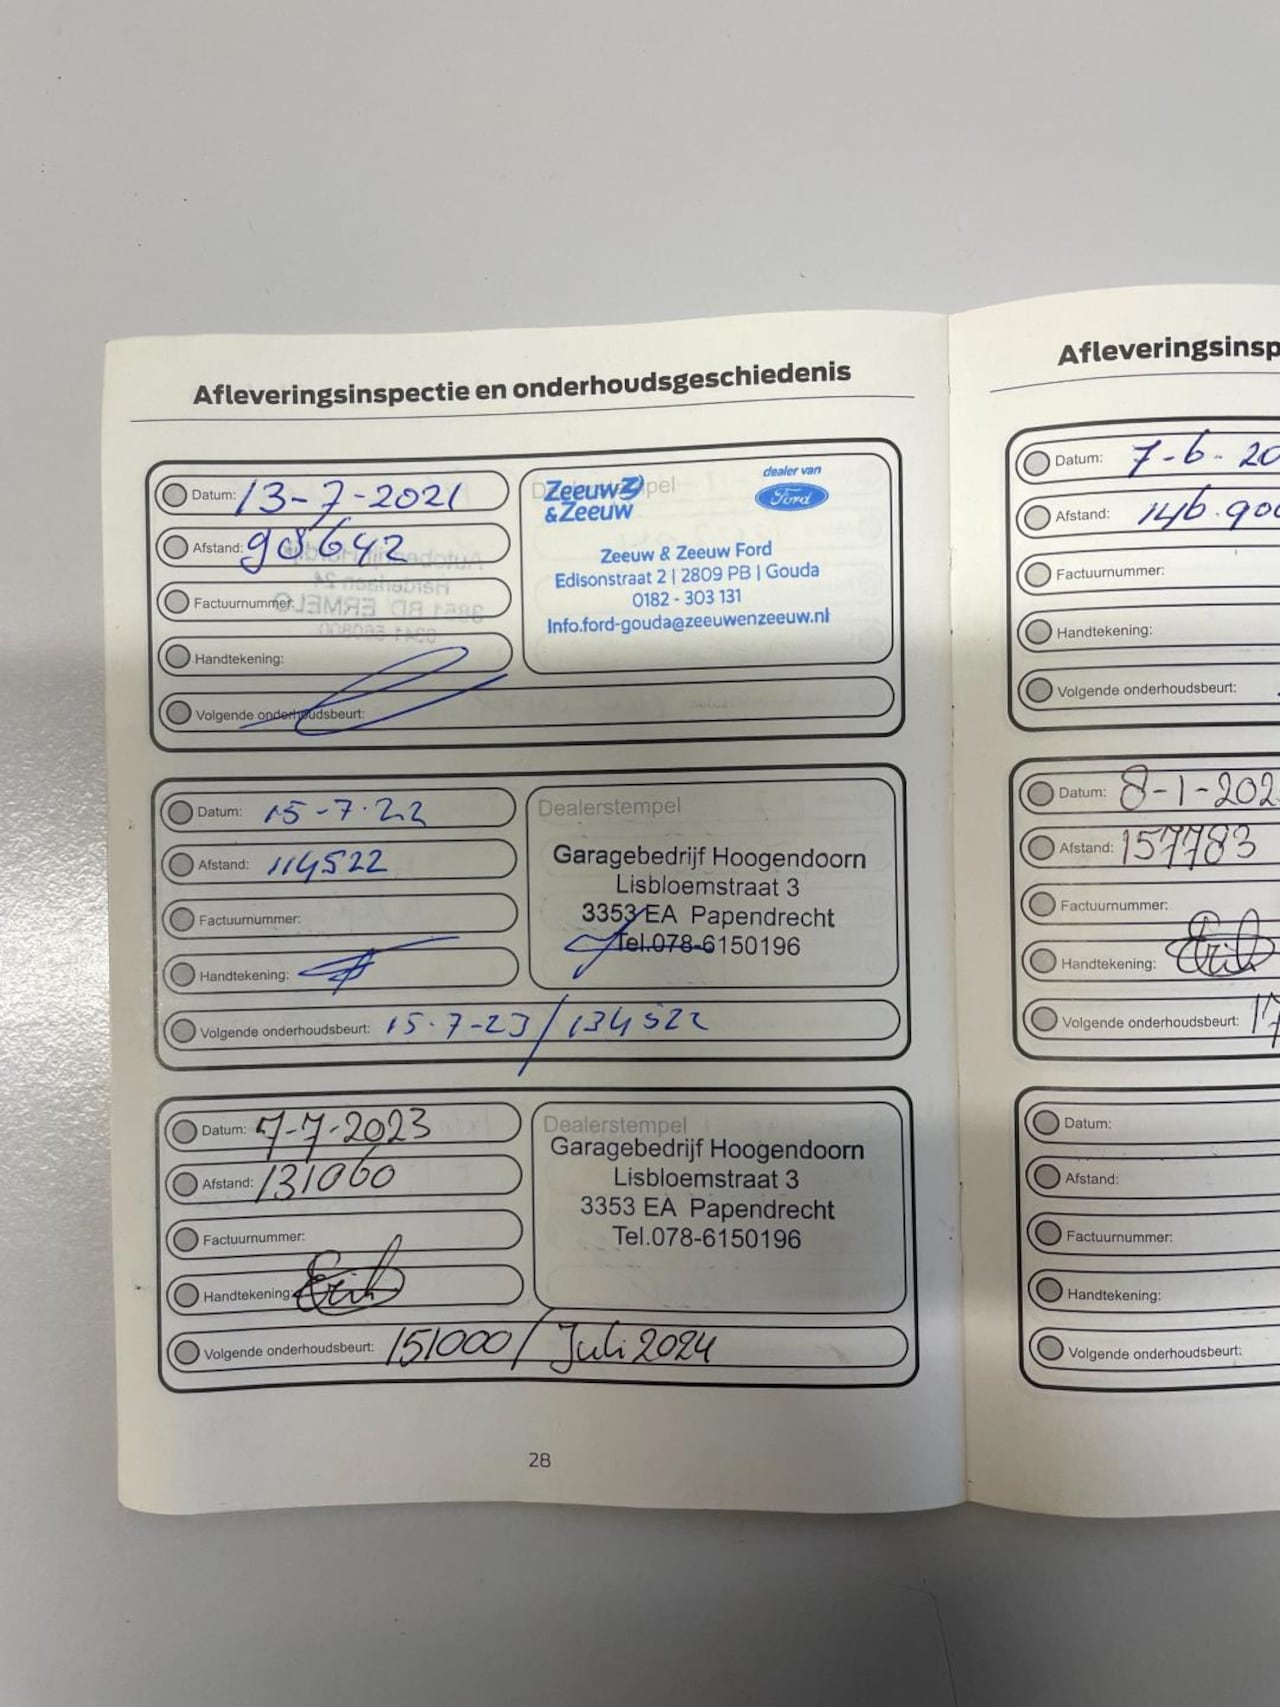 Afleveringsinspectie en onderhoudsgeschiedenis
Datum: 13-7-2021
Afstand: 98642
Factuurnummer:
Handtekening:
Volgende onderhoudsbeurt:
Zeeuw & Zeeuw
dealer van
Ford
Zeeuw & Zeeuw Ford
Edisonstraat 2 | 2809 PB | Gouda
0182 - 303 131
Info.ford-gouda@zeeuwenzeeuw.nl
Datum: 15-7-22
Afstand: 114522
Factuurnummer:
Handtekening:
Volgende onderhoudsbeurt: 15-7-23 / 134522
Dealerstempel
Garagebedrijf Hoogendoorn
Lisbloemstraat 3
3353 EA Papendrecht
Tel.078-6150196
Datum: 7-7-2023
Afstand: 131060
Factuurnummer:
Handtekening:
Volgende onderhoudsbeurt: 151000 / Juli 2024
Dealerstempel
Garagebedrijf Hoogendoorn
Lisbloemstraat 3
3353 EA Papendrecht
Tel.078-6150196
28
Afleveringsinsp
Datum: 7-6-20
Afstand: 146.900
Factuurnummer:
Handtekening:
Volgende onderhoudsbeurt:
Datum: 8-1-202
Afstand: 157783
Factuurnummer:
Handtekening:
Volgende onderhoudsbeurt: 17
Datum:
Afstand:
Factuurnummer:
Handtekening:
Volgende onderhoudsbeurt: